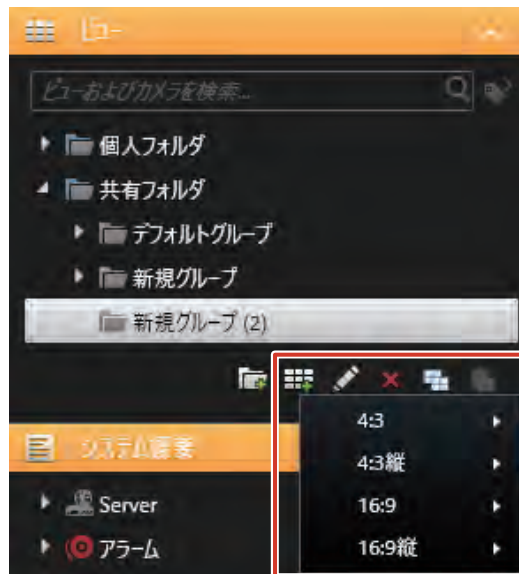 ビュー
ビューおよびカメラを検索...
個人フォルダ
共有フォルダ
デフォルトグループ
新規グループ
新規グループ (2)
4:3
システム要素
4:3縦
Server
16:9
アラーム
16:9縦